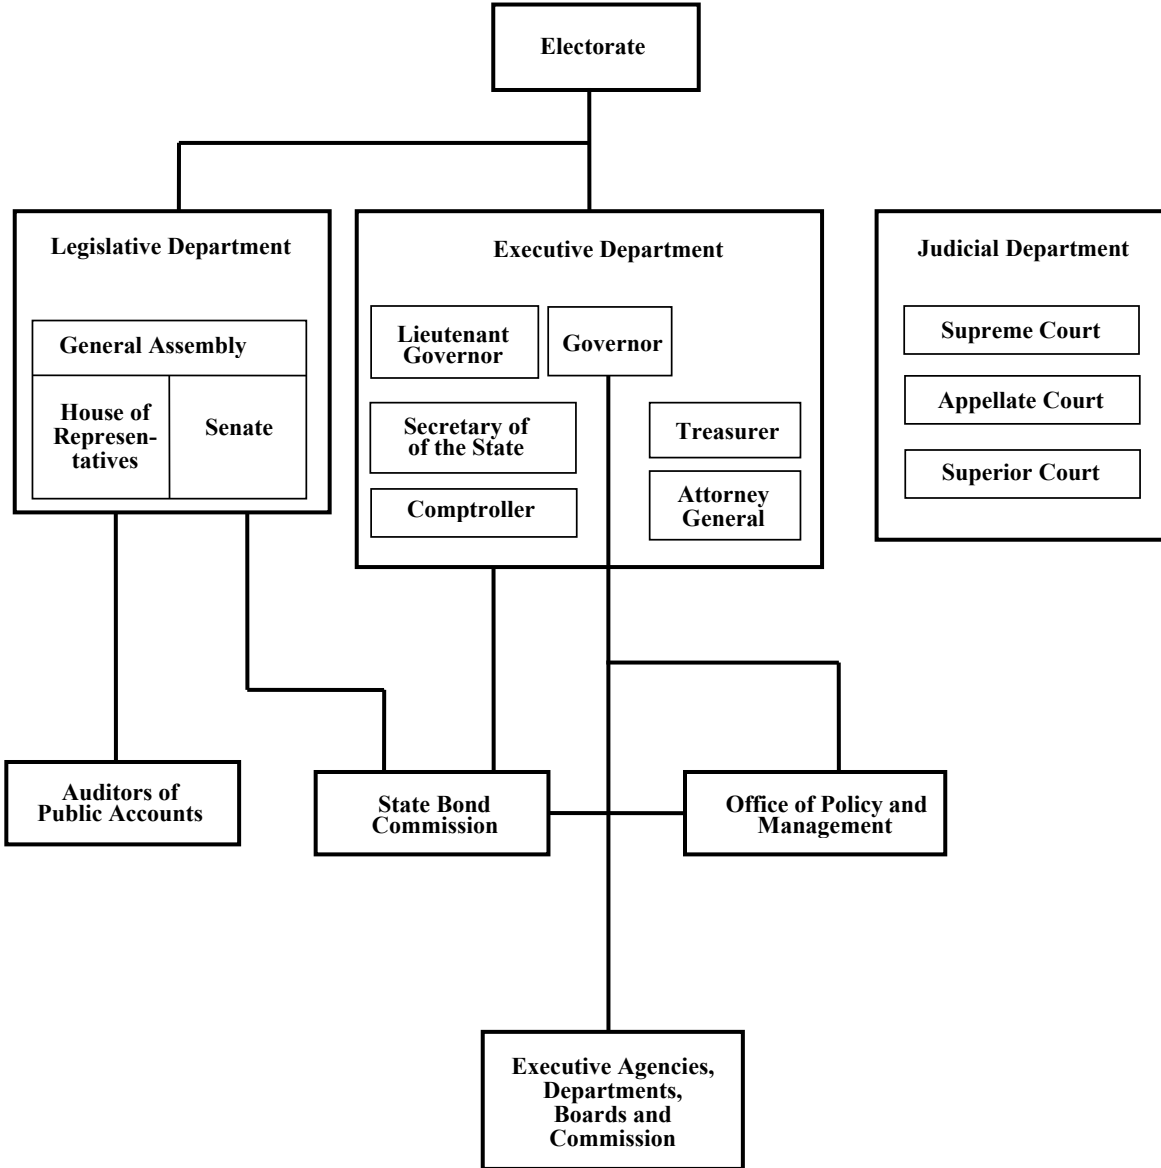 Electorate
Legislative Department
General Assembly
House of
Represen-
tatives
Senate
Executive Department
Lieutenant
Governor
Governor
Secretary of
of the State
Treasurer
Comptroller
Attorney
General
Judicial Department
Supreme Court
Appellate Court
Superior Court
Auditors of
Public Accounts
State Bond
Commission
Office of Policy and
Management
Executive Agencies,
Departments,
Boards and
Commission